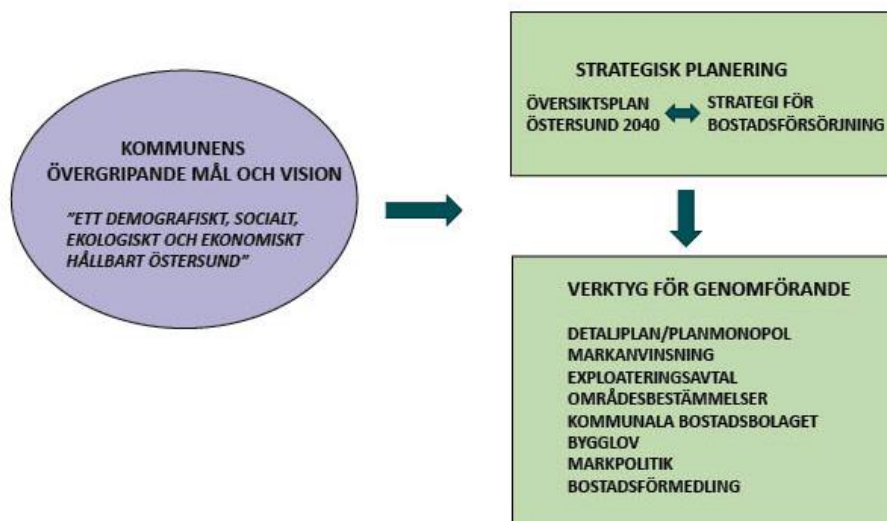 KOMMUNENS
ÖVERGRIPANDE MÅL OCH VISION
"ETT DEMOGRAFISKT, SOCIALT,
EKOLOGISKT OCH EKONOMISKT
HÅLLBART ÖSTERSUND"
STRATEGISK PLANERING
ÖVERSIKTSPLAN
ÖSTERSUND 2040
STRATEGI FÖR
BOSTADSFÖRSÖRJNING
VERKTYG FÖR GENOMFÖRANDE
DETALJPLAN/PLANMONOPOL
MARKANVINSNING
EXPLOATERINGSAVTAL
OMRÅDESBESTÄMMELSER
KOMMUNALA BOSTADSBOLAGET
BYGGLOV
MARKPOLITIK
BOSTADSFÖRMEDLING